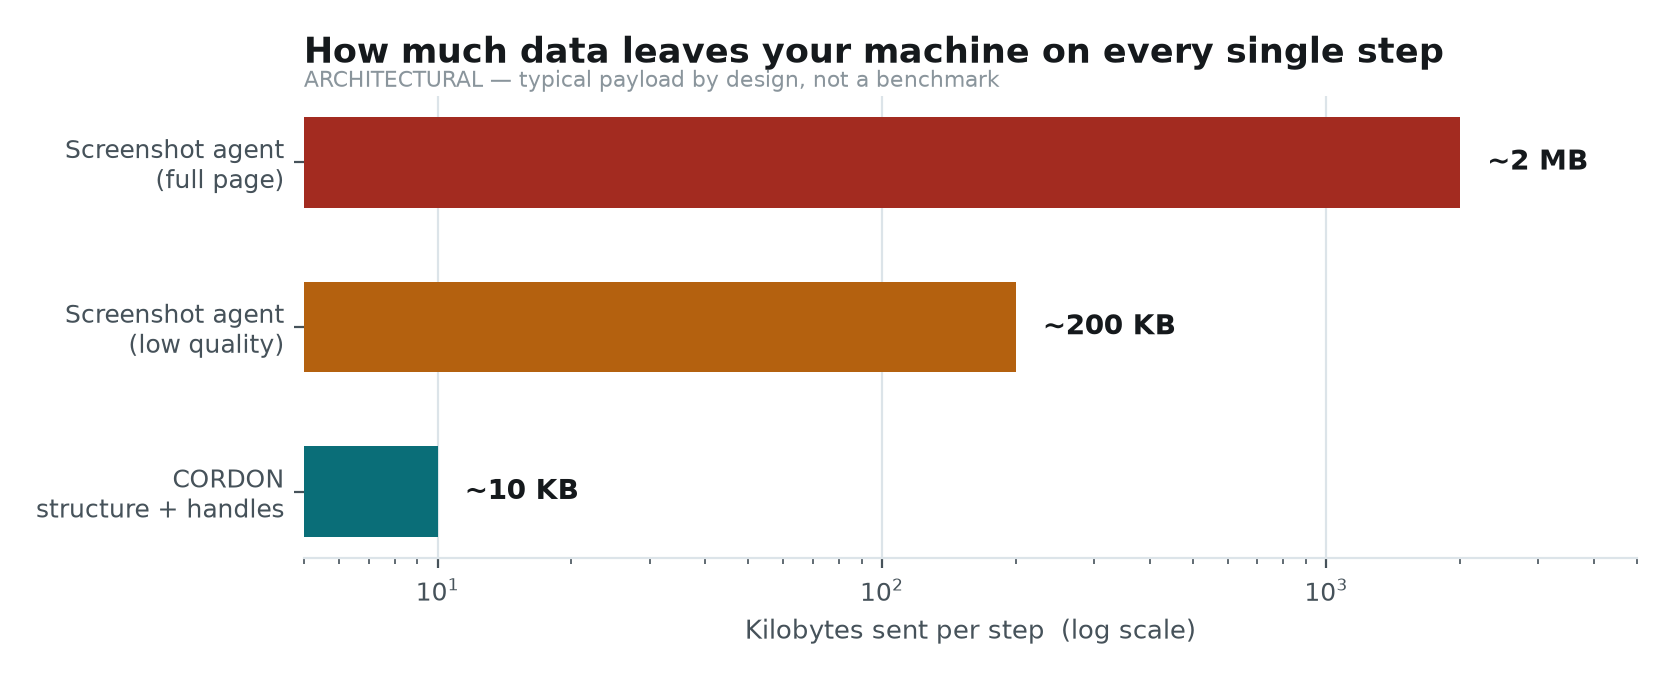 How much data leaves your machine on every single step
ARCHITECTURAL — typical payload by design, not a benchmark
Screenshot agent
(full page)
~2 MB
Screenshot agent
(low quality)
~200 KB
CORDON
structure + handles
~10 KB
10¹ 10² 10³
Kilobytes sent per step (log scale)